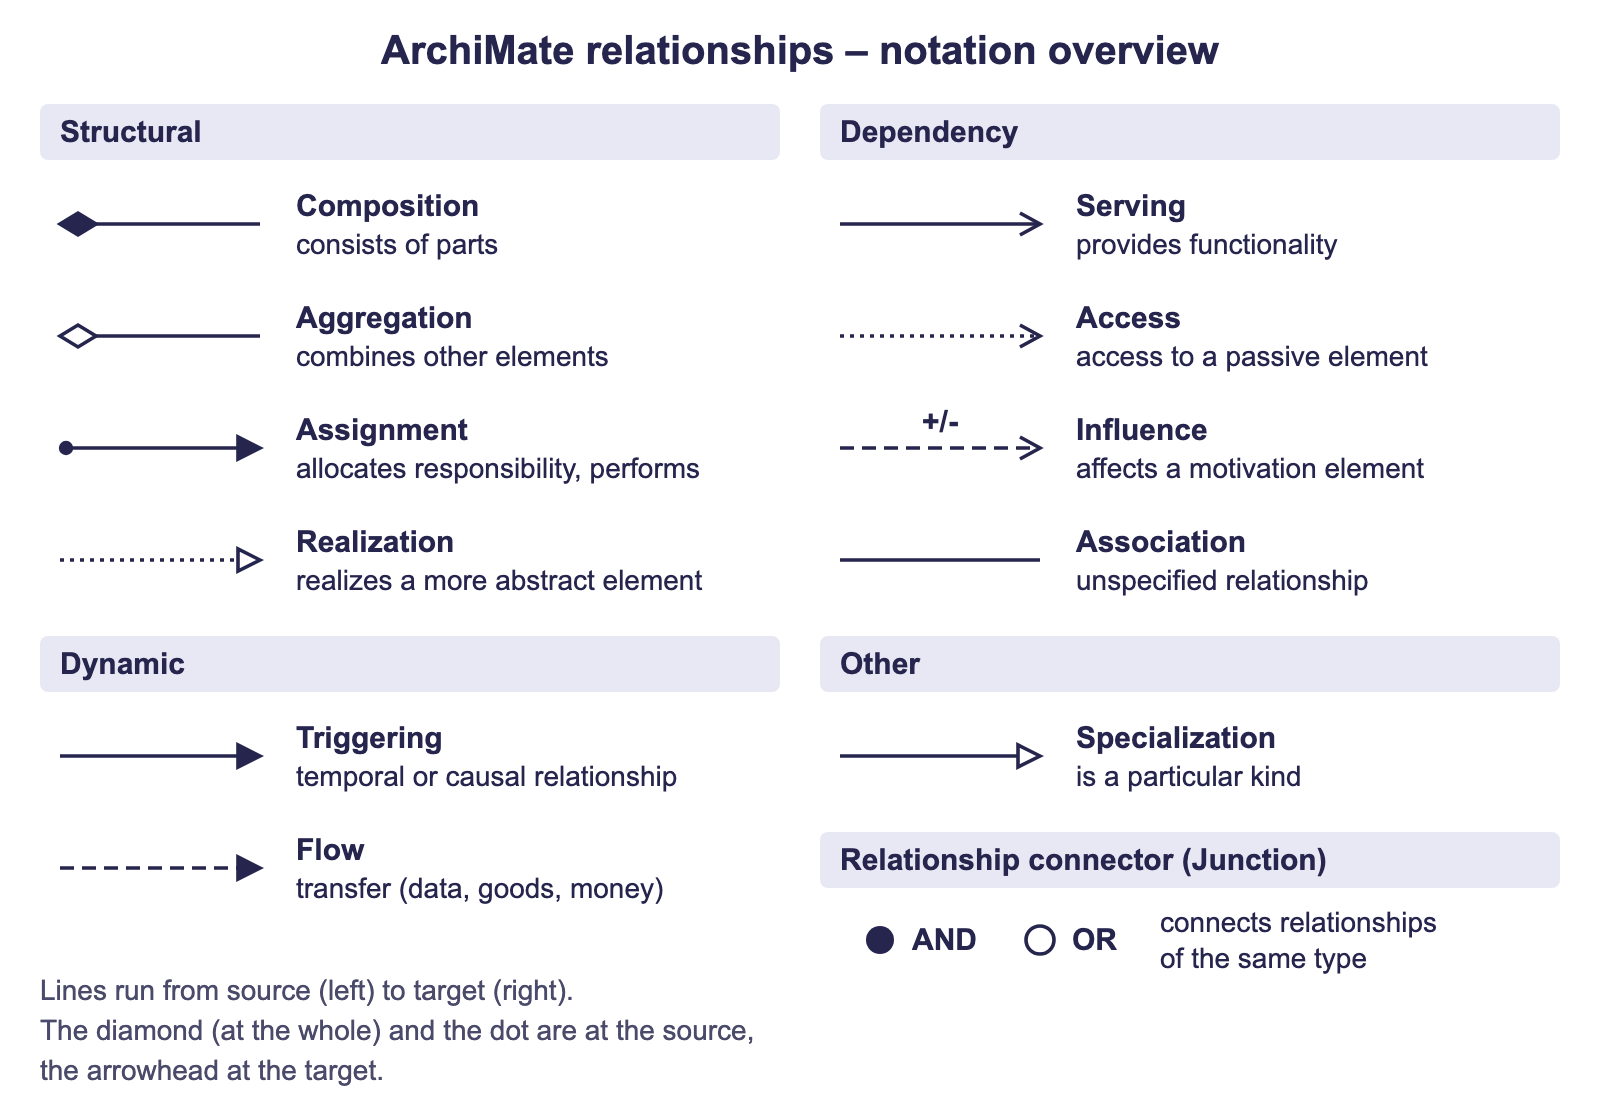 ArchiMate relationships – notation overview
Structural
Composition
consists of parts
Aggregation
combines other elements
Assignment
allocates responsibility, performs
Realization
realizes a more abstract element
Dependency
Serving
provides functionality
Access
access to a passive element
+/-
Influence
affects a motivation element
Association
unspecified relationship
Dynamic
Triggering
temporal or causal relationship
Flow
transfer (data, goods, money)
Other
Specialization
is a particular kind
Relationship connector (Junction)
AND OR
connects relationships
of the same type
Lines run from source (left) to target (right).
The diamond (at the whole) and the dot are at the source,
the arrowhead at the target.